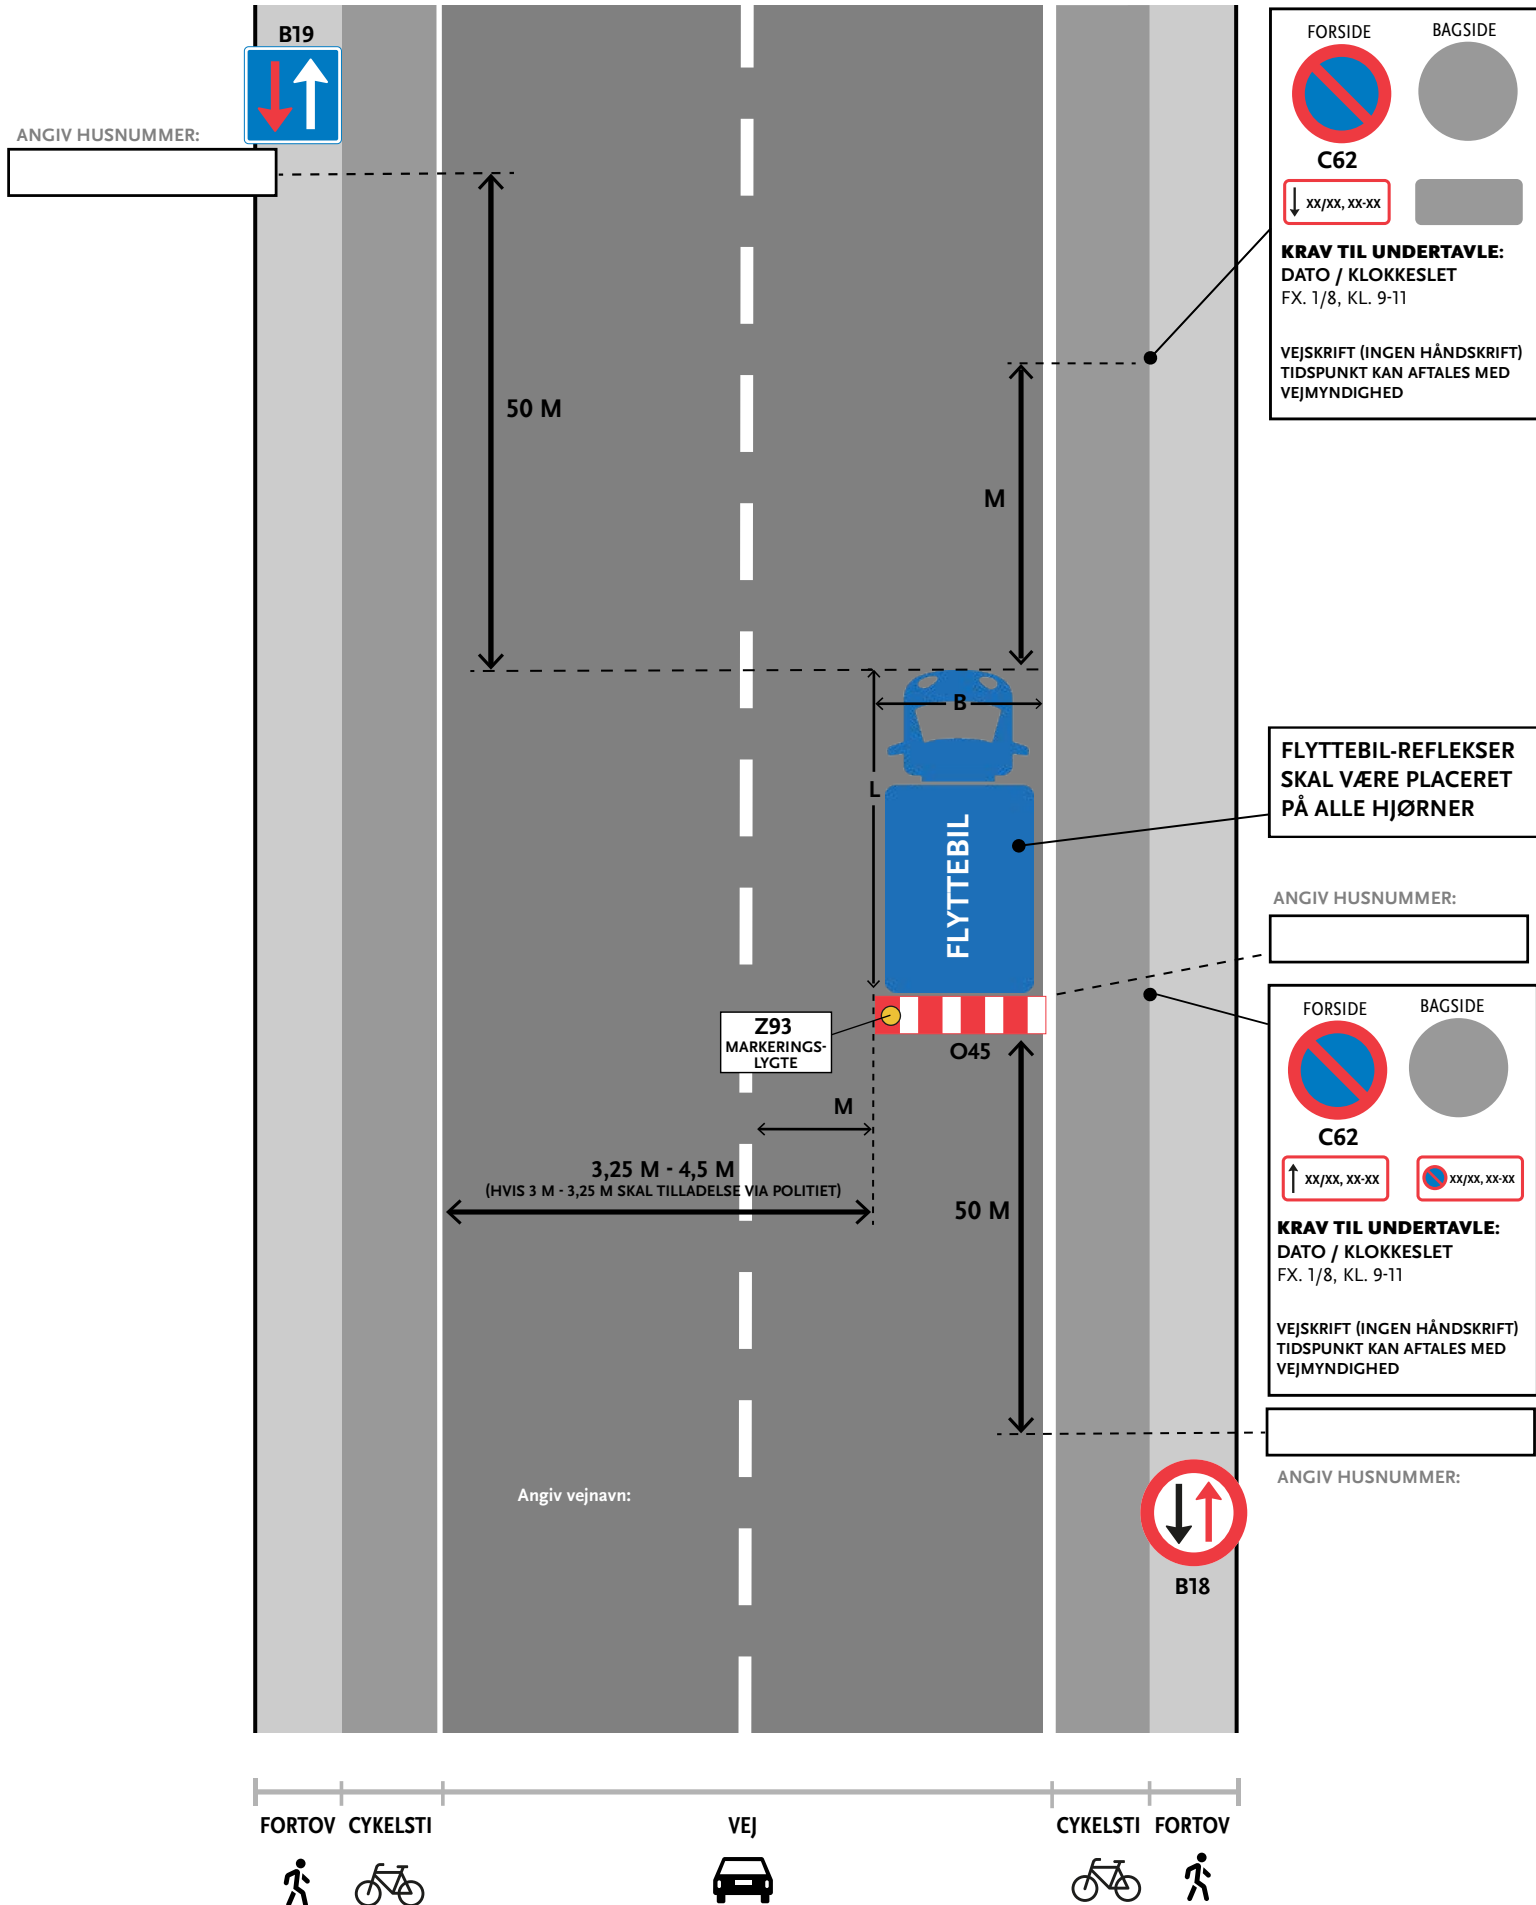 B19
ANGIV HUSNUMMER:
FORSIDE BAGSIDE
C62
xx/xx, xx-xx
KRAV TIL UNDERTAVLE:
DATO / KLOKKESLET
FX. 1/8, KL. 9-11
VEJSKRIFT (INGEN HÅNDSKRIFT)
TIDSPUNKT KAN AFTALES MED
VEJMYNDIGHED
50 M
M
B
L
FLYTTEBIL
FLYTTEBIL-REFLEKSER
SKAL VÆRE PLACERET
PÅ ALLE HJØRNER
ANGIV HUSNUMMER:
Z93
MARKERINGS-
LYGTE
O45
M
3,25 M - 4,5 M
(HVIS 3 M - 3,25 M SKAL TILLADELSE VIA POLITIET)
50 M
FORSIDE BAGSIDE
C62
xx/xx, xx-xx xx/xx, xx-xx
KRAV TIL UNDERTAVLE:
DATO / KLOKKESLET
FX. 1/8, KL. 9-11
VEJSKRIFT (INGEN HÅNDSKRIFT)
TIDSPUNKT KAN AFTALES MED
VEJMYNDIGHED
ANGIV HUSNUMMER:
Angiv vejnavn:
B18
FORTOV CYKELSTI VEJ CYKELSTI FORTOV